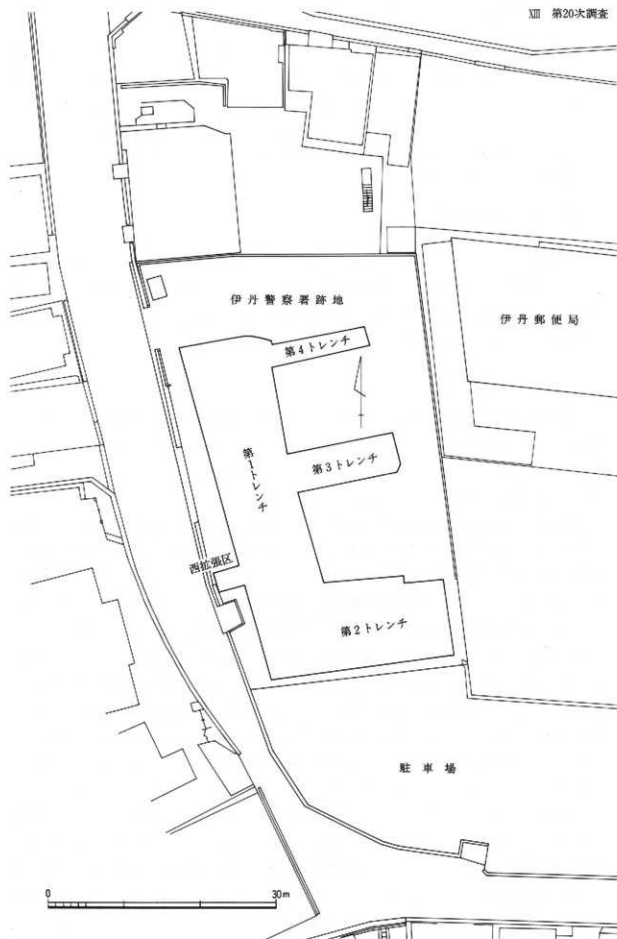 XIII 第20次調査
伊丹警察署跡地
伊丹郵便局
第4トレンチ
第3トレンチ
第1トレンチ
西拡張区
第2トレンチ
駐車場
0 30m